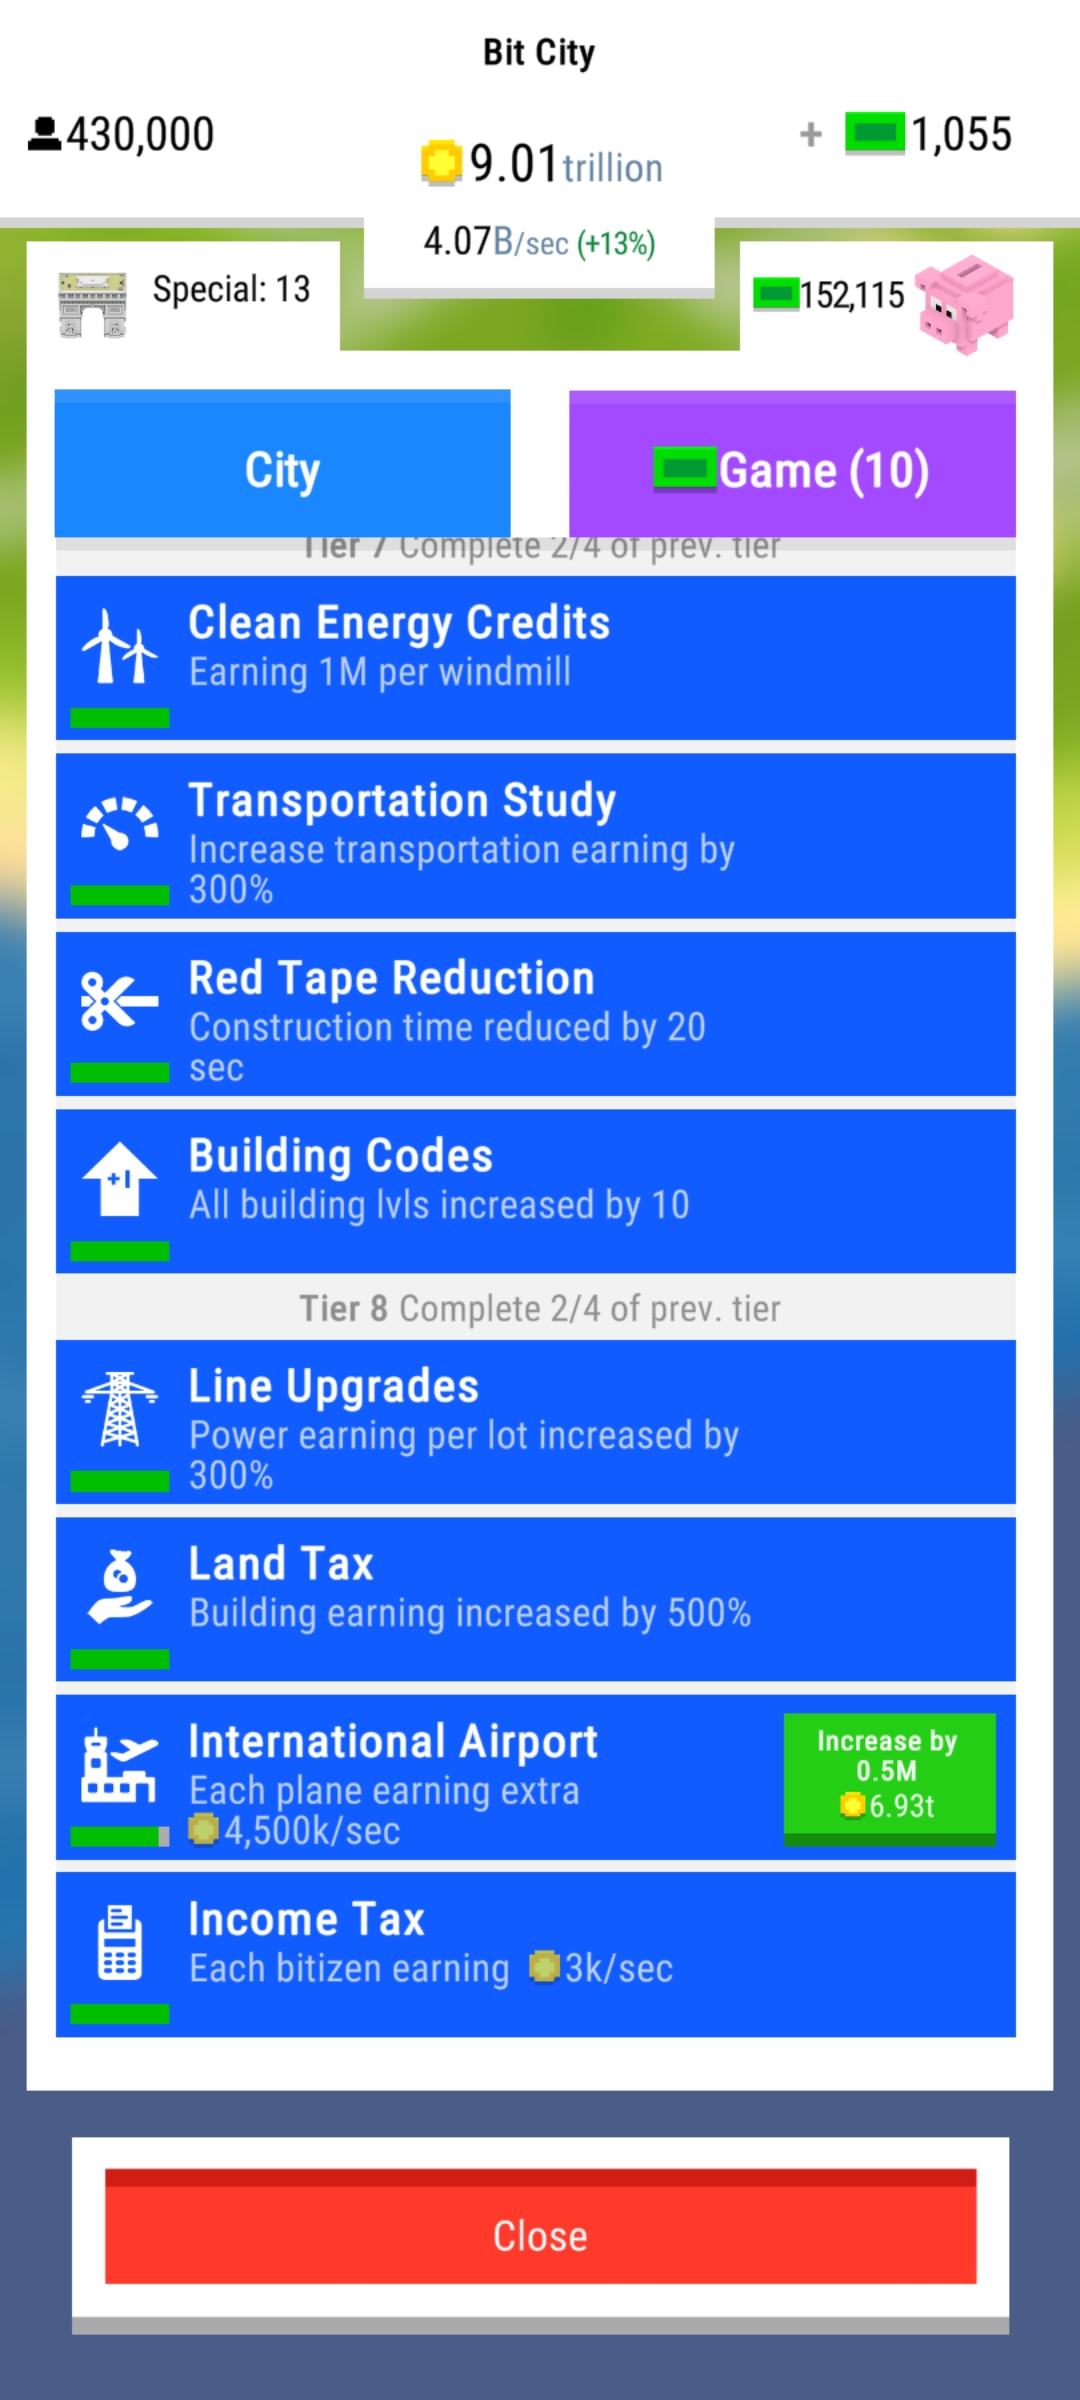 Bit City
430,000
9.01trillion
+ 1,055
4.07B/sec (+13%)
Special: 13
152,115
City
Game (10)
Tier 7 Complete 2/4 of prev. tier
Clean Energy Credits
Earning 1M per windmill
Transportation Study
Increase transportation earning by
300%
Red Tape Reduction
Construction time reduced by 20
sec
+1
Building Codes
All building lvls increased by 10
Tier 8 Complete 2/4 of prev. tier
Line Upgrades
Power earning per lot increased by
300%
Land Tax
Building earning increased by 500%
International Airport
Each plane earning extra
4,500k/sec
Increase by
0.5M
6.93t
Income Tax
Each bitizen earning 3k/sec
Close